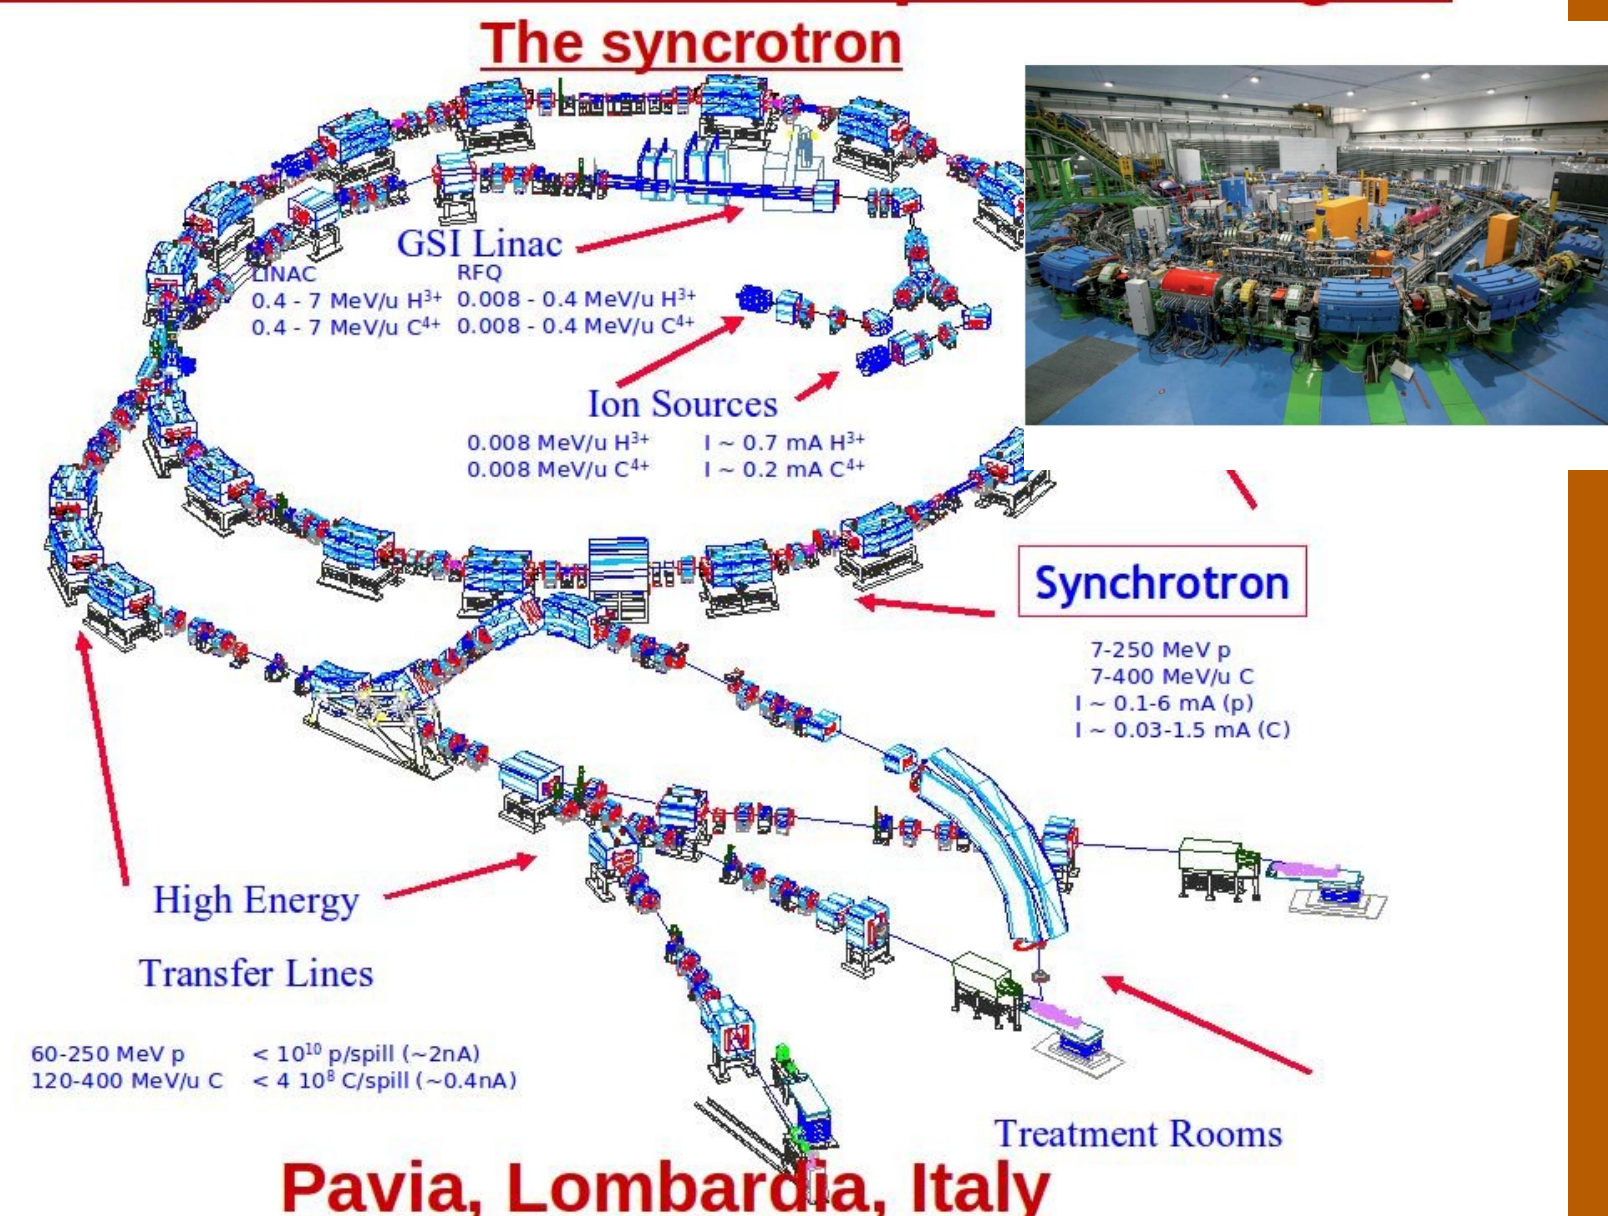 The syncrotron
GSI Linac
LINAC RFQ
0.4 - 7 MeV/u H³⁺ 0.008 - 0.4 MeV/u H³⁺
0.4 - 7 MeV/u C⁴⁺ 0.008 - 0.4 MeV/u C⁴⁺
Ion Sources
0.008 MeV/u H³⁺ I ~ 0.7 mA H³⁺
0.008 MeV/u C⁴⁺ I ~ 0.2 mA C⁴⁺
Synchrotron
7-250 MeV p
7-400 MeV/u C
I ~ 0.1-6 mA (p)
I ~ 0.03-1.5 mA (C)
High Energy
Transfer Lines
60-250 MeV p < 10¹⁰ p/spill (~2nA)
120-400 MeV/u C < 4 10⁸ C/spill (~0.4nA)
Treatment Rooms
Pavia, Lombardia, Italy